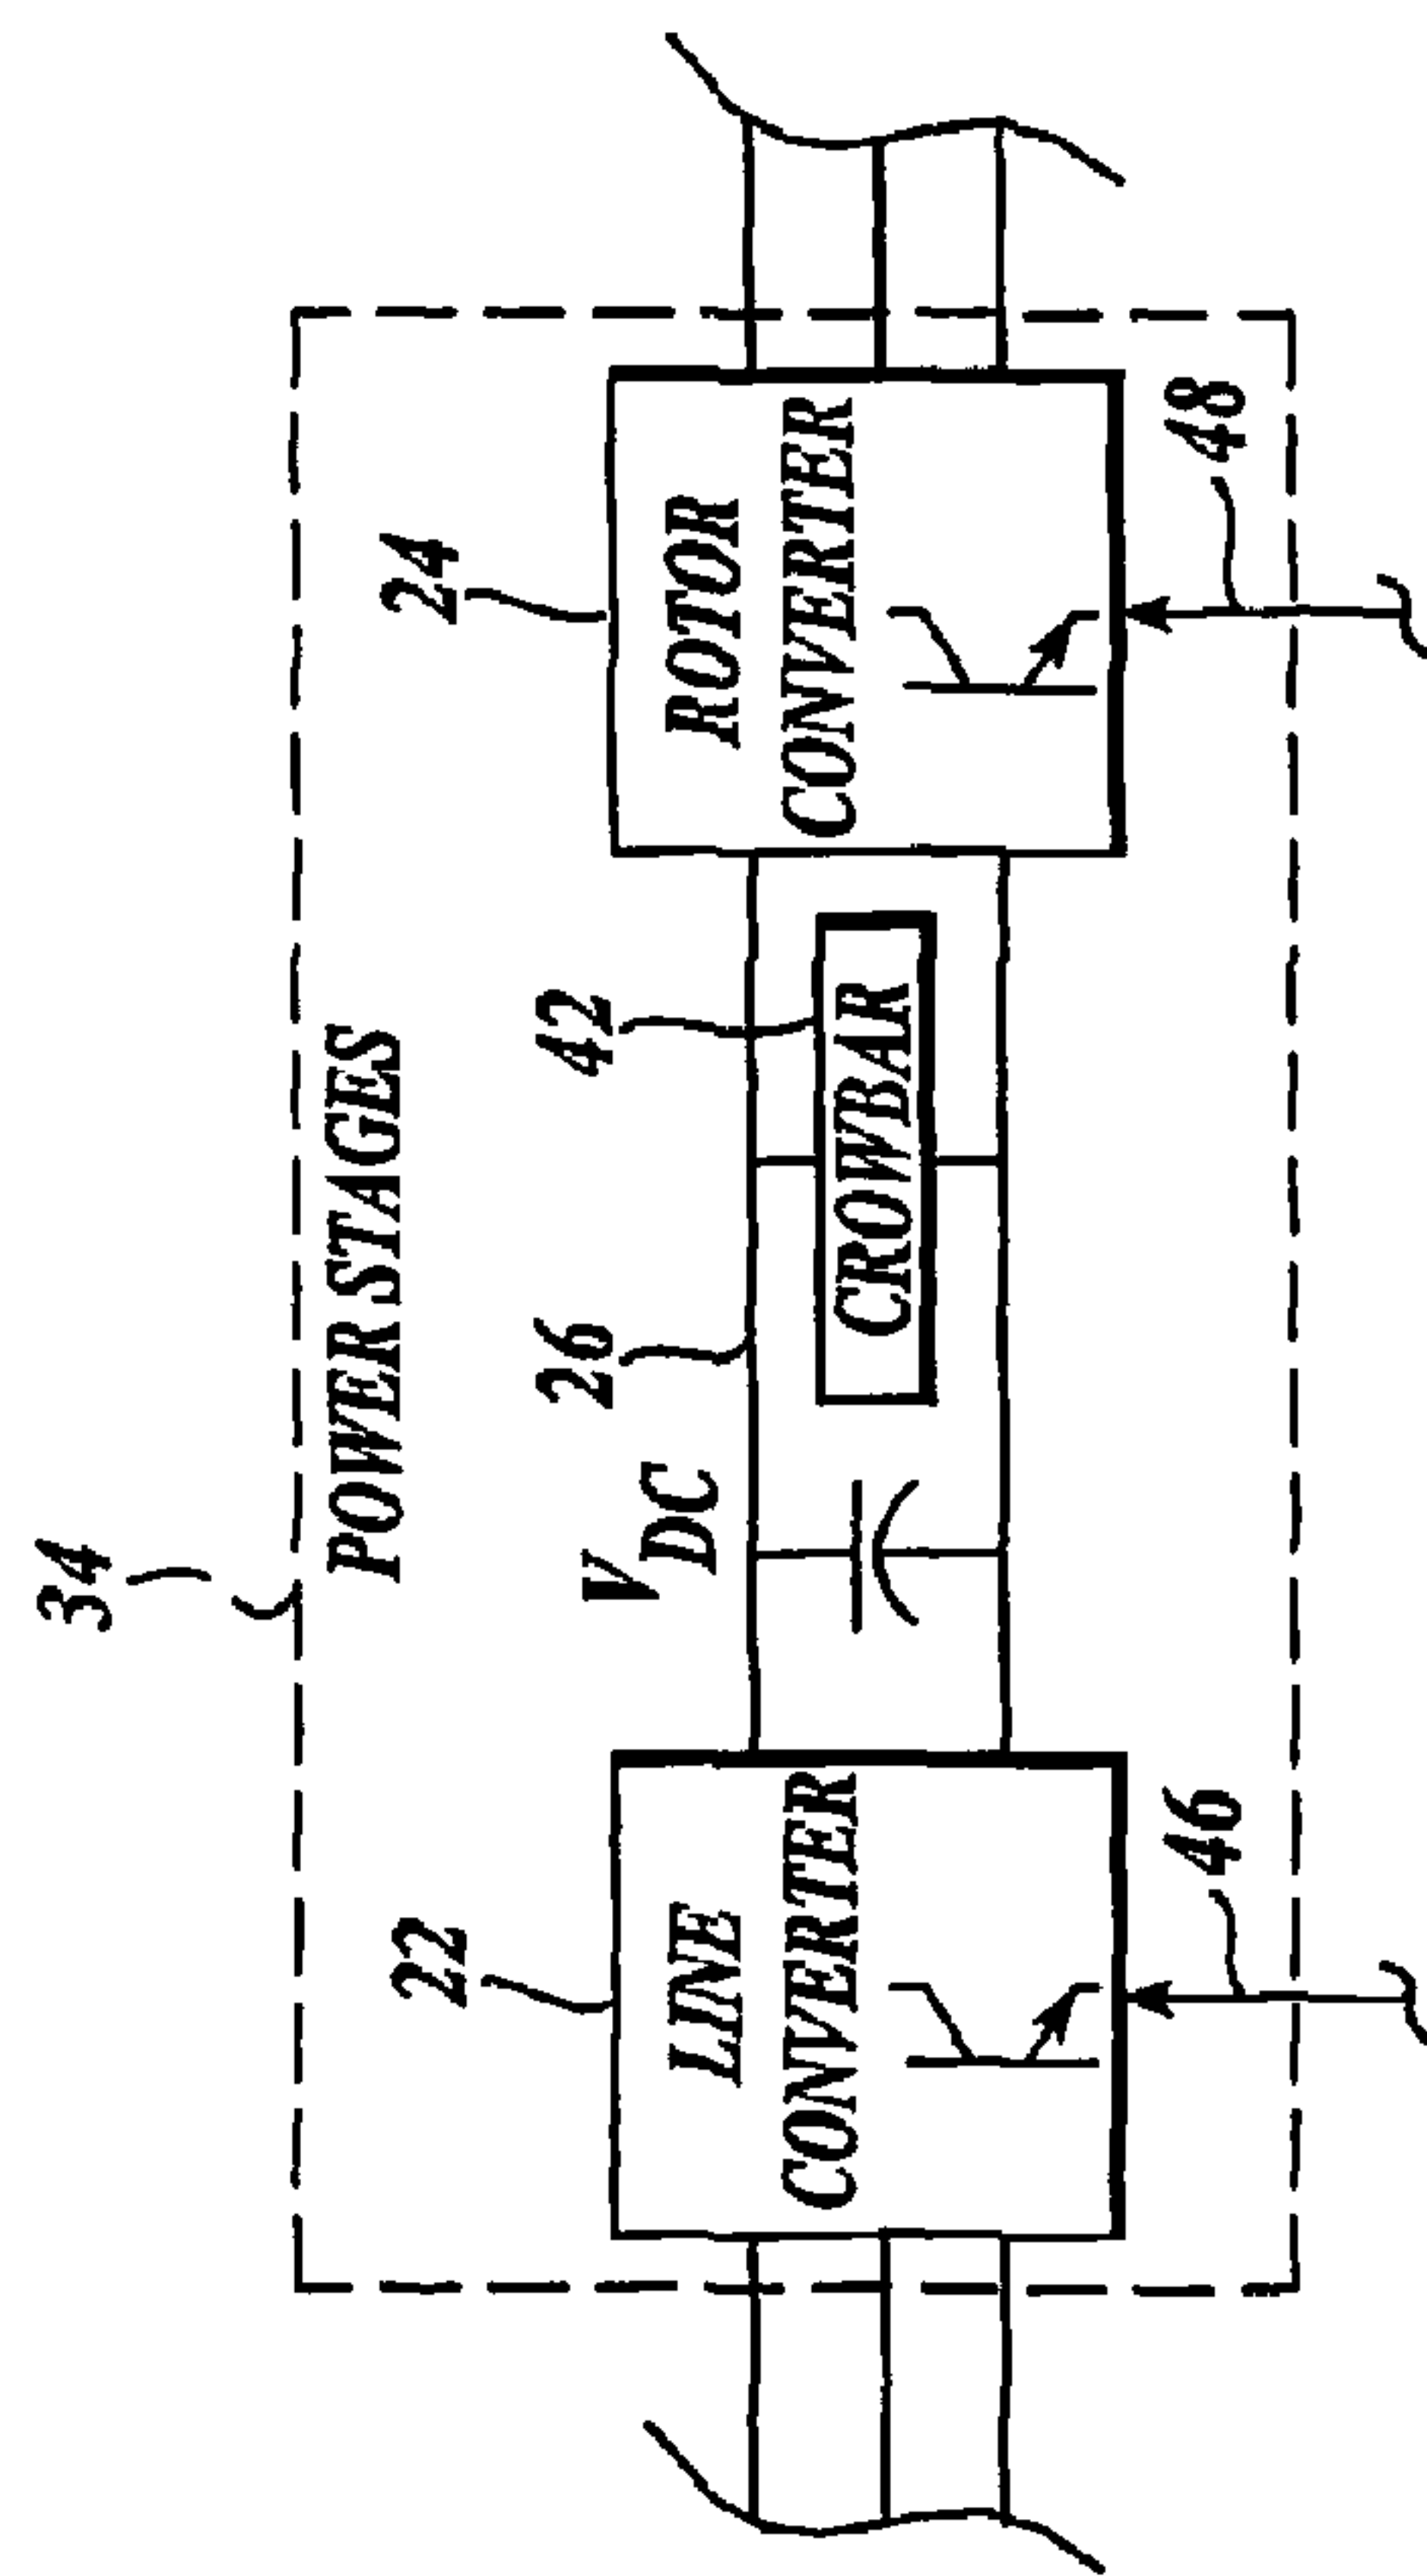 34
POWER STAGES
22
LINE
CONVERTER
46
V
DC
26
42
CROWBAR
24
ROTOR
CONVERTER
48